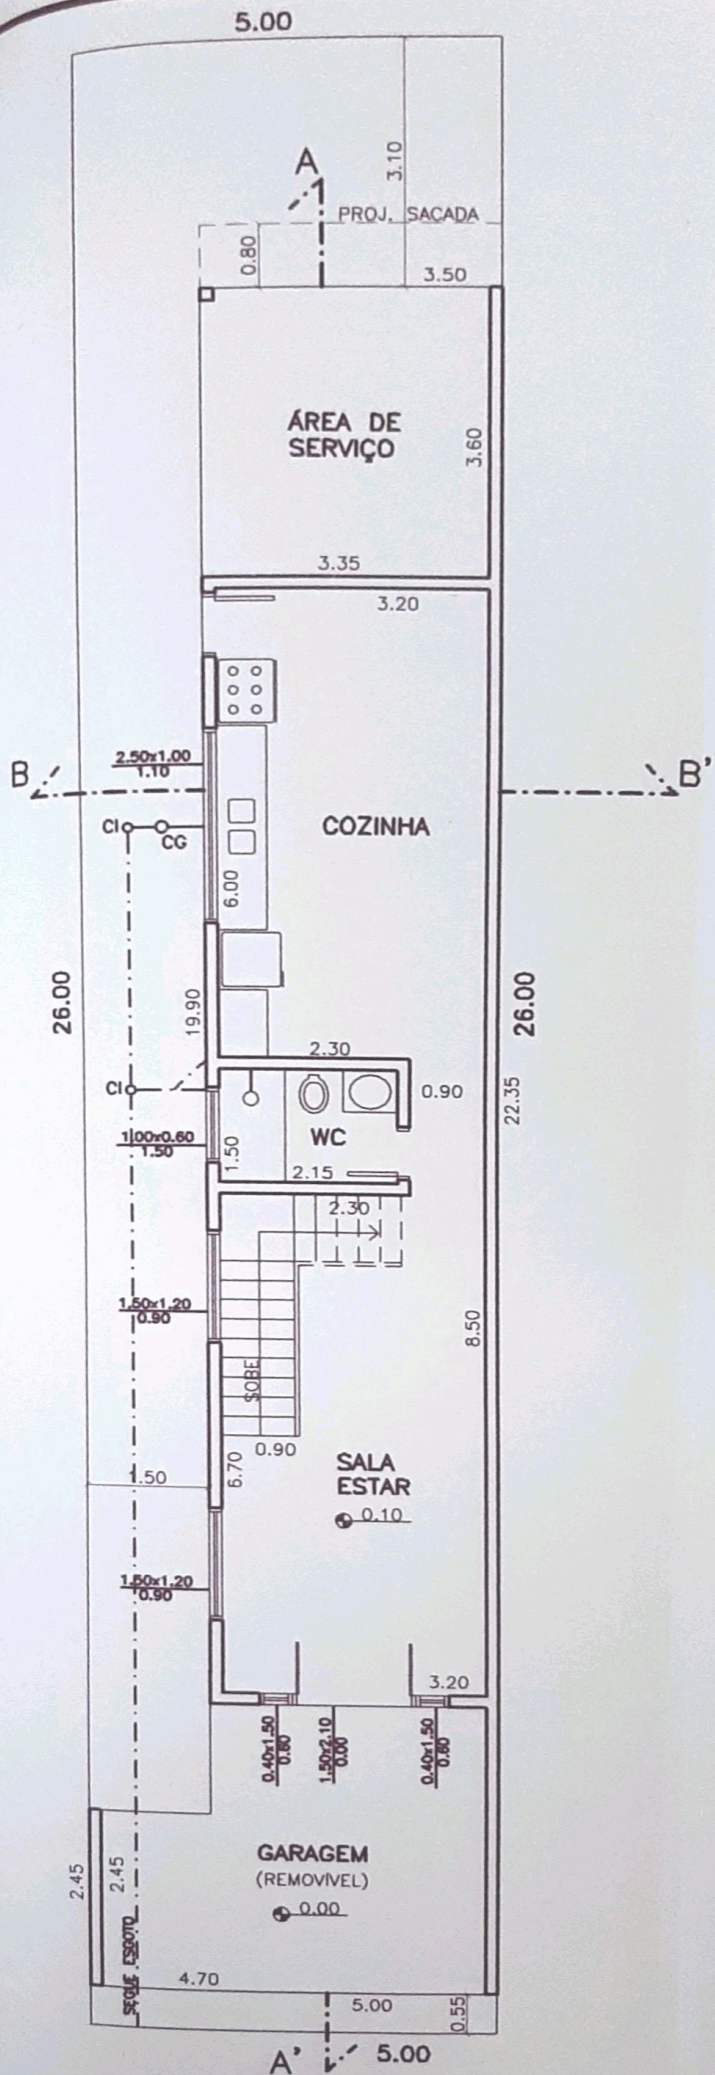 5.00
A
3.10
PROJ. SACADA
0.80
3.50
ÁREA DE
SERVIÇO
3.60
3.35
3.20
2.50x1.00
1.10
B
B'
CI
CG
COZINHA
6.00
26.00
19.90
26.00
2.30
CI
0.90
22.35
1.00x0.60
1.50
1.50
WC
2.15
2.30
1.50x1.20
0.90
8.50
SOBE
0.90
6.70
SALA
ESTAR
1.50
0.10
1.50x1.20
0.90
3.20
0.40x1.50
0.60
1.50x2.10
0.00
0.40x1.50
0.60
GARAGEM
(REMOVÍVEL)
2.45
2.45
0.00
SEGUE ESGOTO
4.70
5.00
0.55
A'
5.00